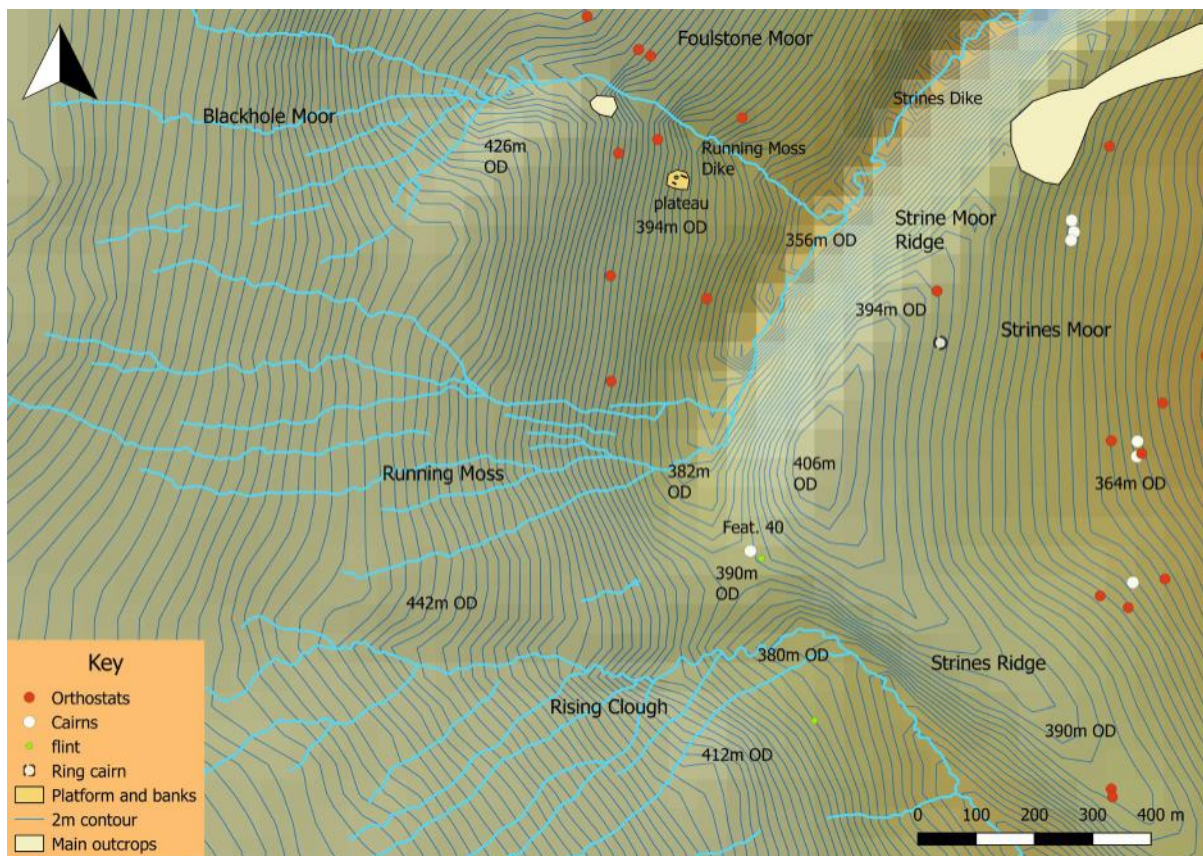 Foulstone Moor
Strines Dike
Blackhole Moor
426m
OD
Running Moss
Dike
plateau
394m OD
356m OD
Strine Moor
Ridge
394m OD
Strines Moor
Running Moss
382m
OD
406m
OD
364m OD
Feat. 40
390m
OD
442m OD
380m OD
Strines Ridge
Rising Clough
412m OD
390m OD
Key
Orthostats
Cairns
flint
Ring cairn
Platform and banks
2m contour
Main outcrops
0 100 200 300 400 m